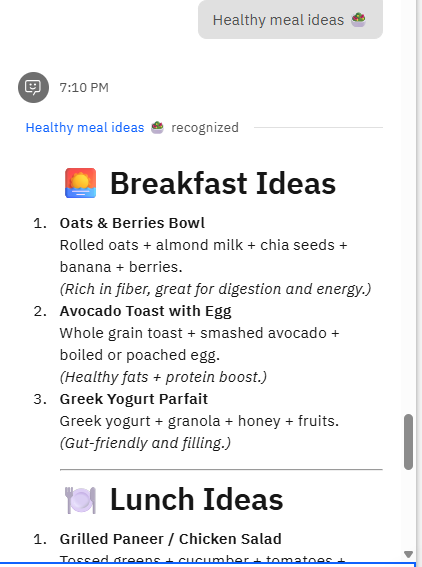 Healthy meal ideas 🥗
7:10 PM
Healthy meal ideas 🥗 recognized
🌅 Breakfast Ideas
1. Oats & Berries Bowl
Rolled oats + almond milk + chia seeds +
banana + berries.
(Rich in fiber, great for digestion and energy.)
2. Avocado Toast with Egg
Whole grain toast + smashed avocado +
boiled or poached egg.
(Healthy fats + protein boost.)
3. Greek Yogurt Parfait
Greek yogurt + granola + honey + fruits.
(Gut-friendly and filling.)
🍽️ Lunch Ideas
1. Grilled Paneer / Chicken Salad
Tossed greens + cucumber + tomatoes +